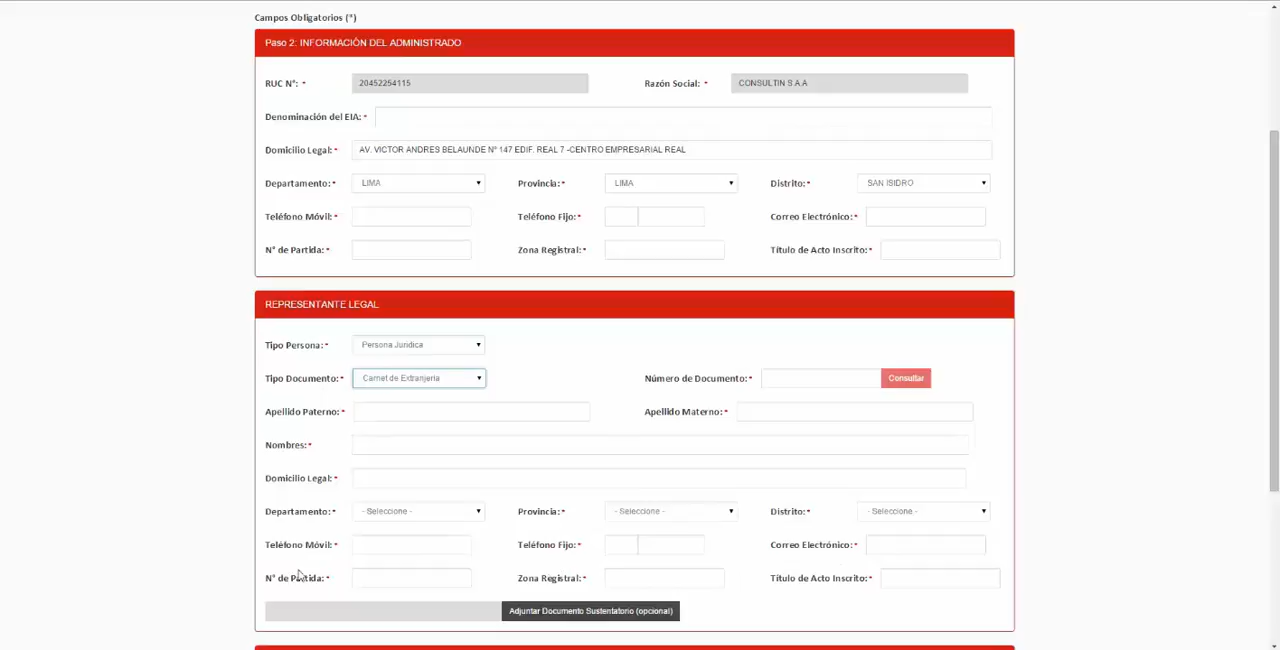 Campos Obligatorios (*)
Paso 2: INFORMACIÓN DEL ADMINISTRADO
RUC N°: * 20452254115 Razón Social: * CONSULTIN S.A.A
Denominación del EIA: *
Domicilio Legal: * AV. VICTOR ANDRES BELAUNDE N° 147 EDIF. REAL 7 -CENTRO EMPRESARIAL REAL
Departamento: * LIMA Provincia: * LIMA Distrito: * SAN ISIDRO
Teléfono Móvil: * Teléfono Fijo: * Correo Electrónico: *
N° de Partida: * Zona Registral: * Título de Acto Inscrito: *
REPRESENTANTE LEGAL
Tipo Persona: * Persona Juridica
Tipo Documento: * Carnet de Extranjeria Número de Documento: * Consultar
Apellido Paterno: * Apellido Materno: *
Nombres: *
Domicilio Legal: *
Departamento: * - Seleccione - Provincia: * - Seleccione - Distrito: * - Seleccione -
Teléfono Móvil: * Teléfono Fijo: * Correo Electrónico: *
N° de Partida: * Zona Registral: * Título de Acto Inscrito: *
Adjuntar Documento Sustentatorio (opcional)